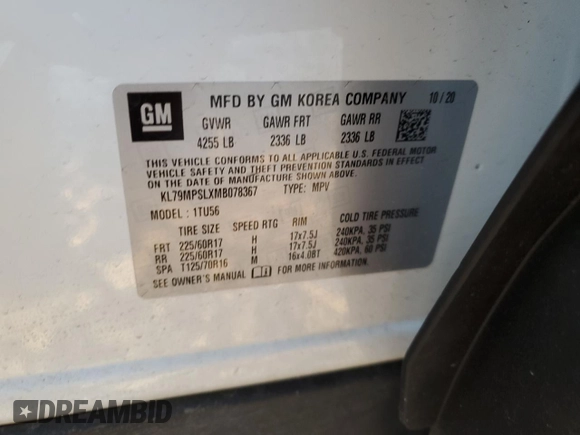 GM
MFD BY GM KOREA COMPANY 10/20
GVWR GAWR FRT GAWR RR
4255 LB 2336 LB 2336 LB
THIS VEHICLE CONFORMS TO ALL APPLICABLE U.S. FEDERAL MOTOR
VEHICLE SAFETY AND THEFT PREVENTION STANDARDS IN EFFECT ON
THE DATE OF MANUFACTURE SHOWN ABOVE.
KL79MPSLXMB078367 TYPE: MPV
MODEL: 1TU56
TIRE SIZE SPEED RTG RIM COLD TIRE PRESSURE
FRT 225/60R17 H 17x7.5J 240KPA, 35 PSI
RR 225/60R17 H 17x7.5J 240KPA, 35 PSI
SPA T125/70R16 M 16x4.0BT 420KPA, 60 PSI
SEE OWNER'S MANUAL FOR MORE INFORMATION.
DREAMBID